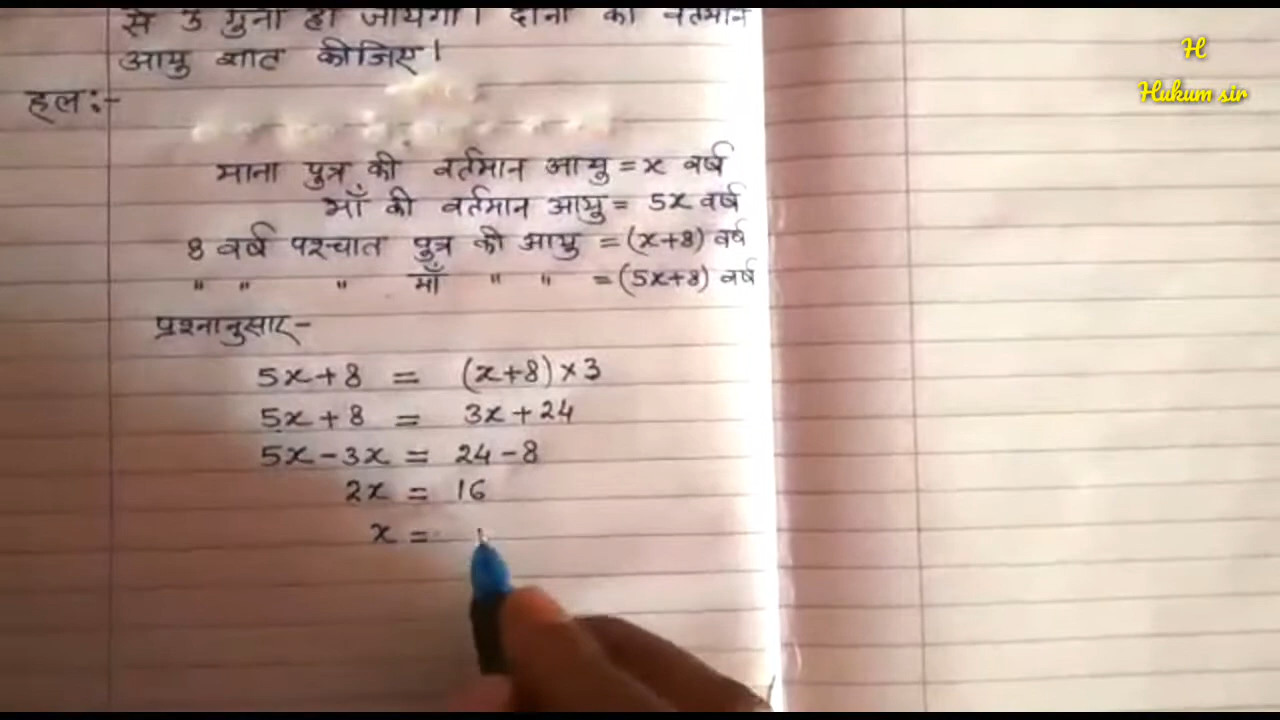 से 3 गुनी हो जायेगी। दोनों की वर्तमान
आयु ज्ञात कीजिए।
हल:-
माना पुत्र की वर्तमान आयु = x वर्ष
माँ की वर्तमान आयु = 5x वर्ष
8 वर्ष पश्चात पुत्र की आयु = (x+8) वर्ष
" " " माँ " " = (5x+8) वर्ष
प्रश्नानुसार-
5x+8 = (x+8)×3
5x+8 = 3x+24
5x-3x = 24-8
2x = 16
x =
H
Hukum sir